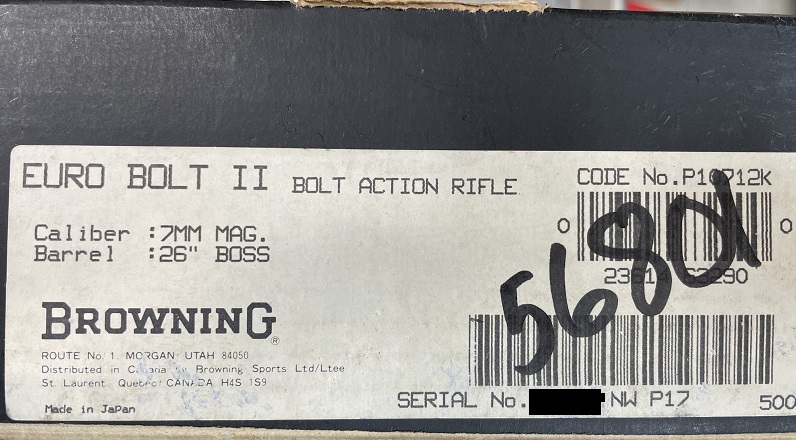 EURO BOLT II BOLT ACTION RIFLE
CODE No.P10712K
Caliber :7MM MAG.
Barrel :26" BOSS
0 0
23614 53290
5680
BROWNING®
ROUTE No. 1. MORGAN UTAH 84050
Distributed in Canada by Browning Sports Ltd/Ltee
St. Laurent Quebec CANADA H4S 1S9
SERIAL No. NW P17 500
Made in Japan